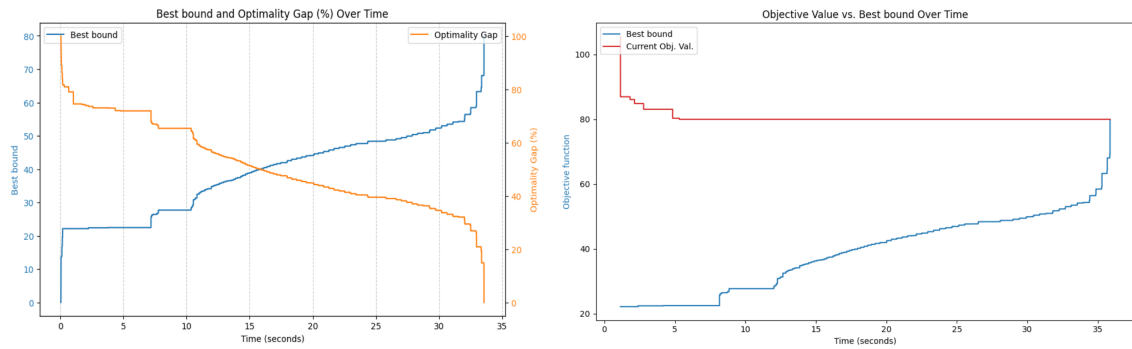 Best bound and Optimality Gap (%) Over Time
Best bound
Optimality Gap
80
70
60
50
40
30
20
10
0
Best bound
100
80
60
40
20
0
Optimality Gap (%)
0 5 10 15 20 25 30 35
Time (seconds)
Objective Value vs. Best bound Over Time
Best bound
Current Obj. Val.
100
80
60
40
20
Objective function
0 5 10 15 20 25 30 35
Time (seconds)